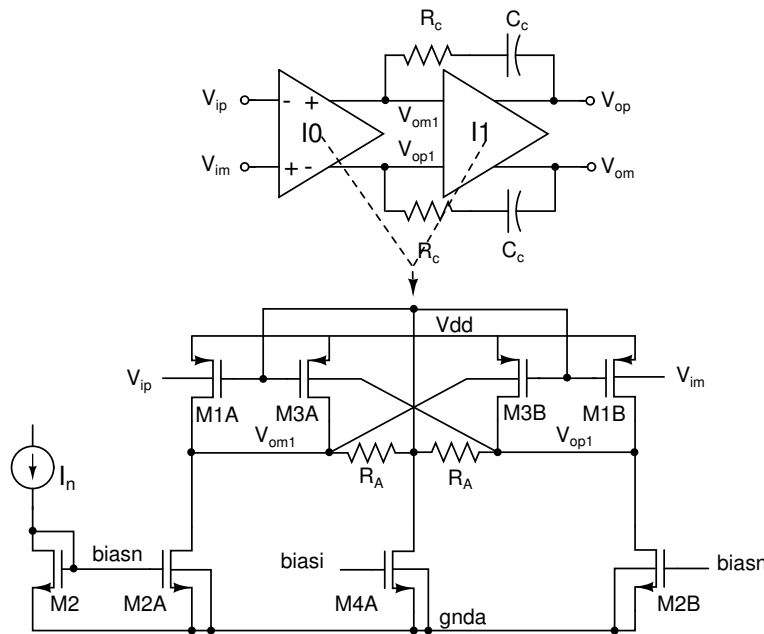 Rc Cc
Vip - + Vop
Vom1
I0 I1
Vop1
Vim + - Vom
Rc Cc
Vdd
Vip Vim
M1A M3A M3B M1B
Vom1 Vop1
RA RA
In
biasn biasi biasn
M2 M2A M4A M2B
gnda